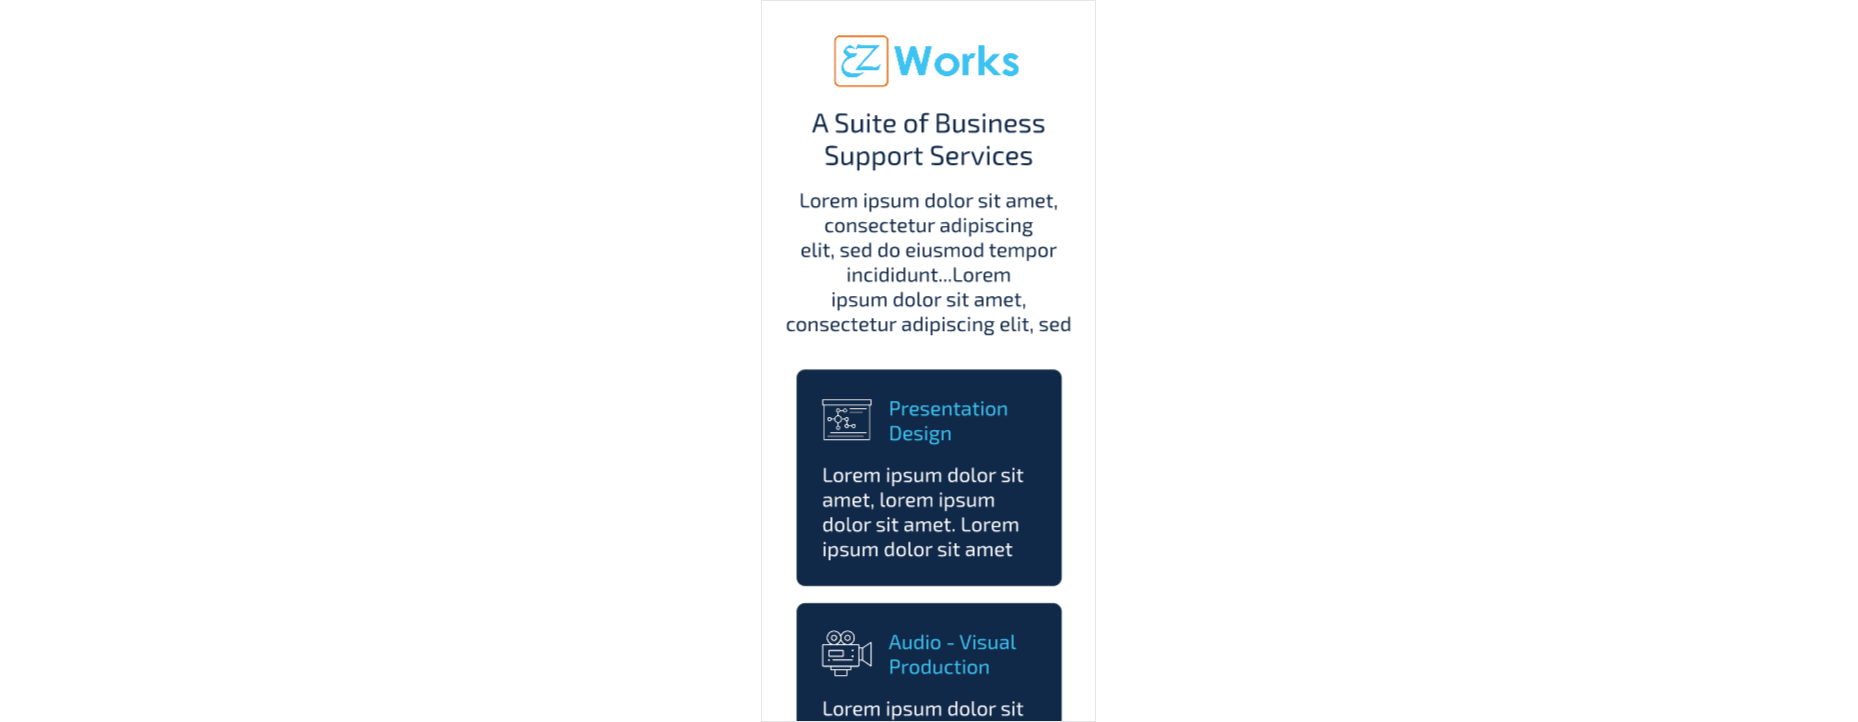 EZ Works
A Suite of Business
Support Services
Lorem ipsum dolor sit amet,
consectetur adipiscing
elit, sed do eiusmod tempor
incididunt...Lorem
ipsum dolor sit amet,
consectetur adipiscing elit, sed
Presentation
Design
Lorem ipsum dolor sit
amet, lorem ipsum
dolor sit amet. Lorem
ipsum dolor sit amet
Audio - Visual
Production
Lorem ipsum dolor sit